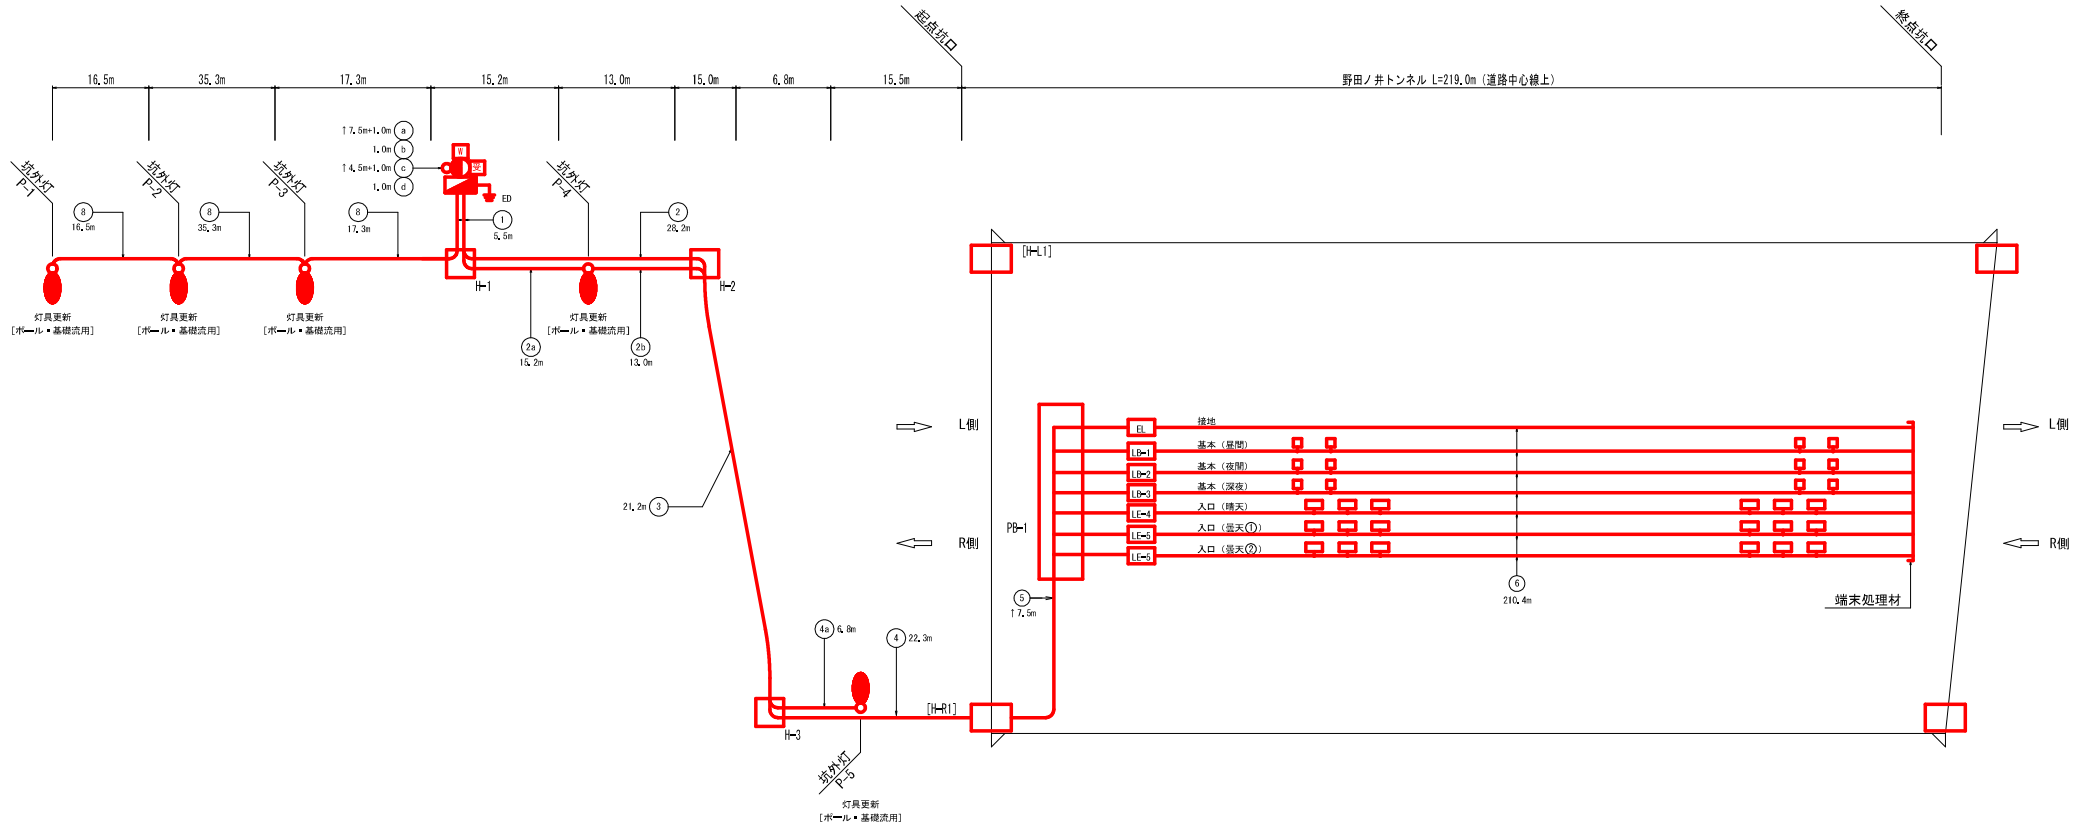 起点坑口
終点坑口
16.5m
35.3m
17.3m
15.2m
13.0m
15.0m
6.8m
15.5m
野田ノ井トンネル L=219.0m (道路中心線上)
↑7.5m+1.0m a
1.0m b
↑4.5m+1.0m c
1.0m d
W
受
ED
坑外灯
P-1
坑外灯
P-2
坑外灯
P-3
坑外灯
P-4
8
16.5m
8
35.3m
8
17.3m
1
5.5m
2
28.2m
H-1
H-2
灯具更新
[ポール・基礎流用]
灯具更新
[ポール・基礎流用]
灯具更新
[ポール・基礎流用]
灯具更新
[ポール・基礎流用]
2a
15.2m
2b
13.0m
[H-L1]
L側
R側
L側
R側
21.2m 3
PB-1
EL 接地
LB-1 基本 (昼間)
LB-2 基本 (夜間)
LB-3 基本 (深夜)
LE-4 入口 (晴天)
LE-5 入口 (曇天①)
LE-5 入口 (曇天②)
5
↑7.5m
6
210.4m
端末処理材
4a 6.8m
4 22.3m
[H-R1]
H-3
坑外灯
P-5
灯具更新
[ポール・基礎流用]